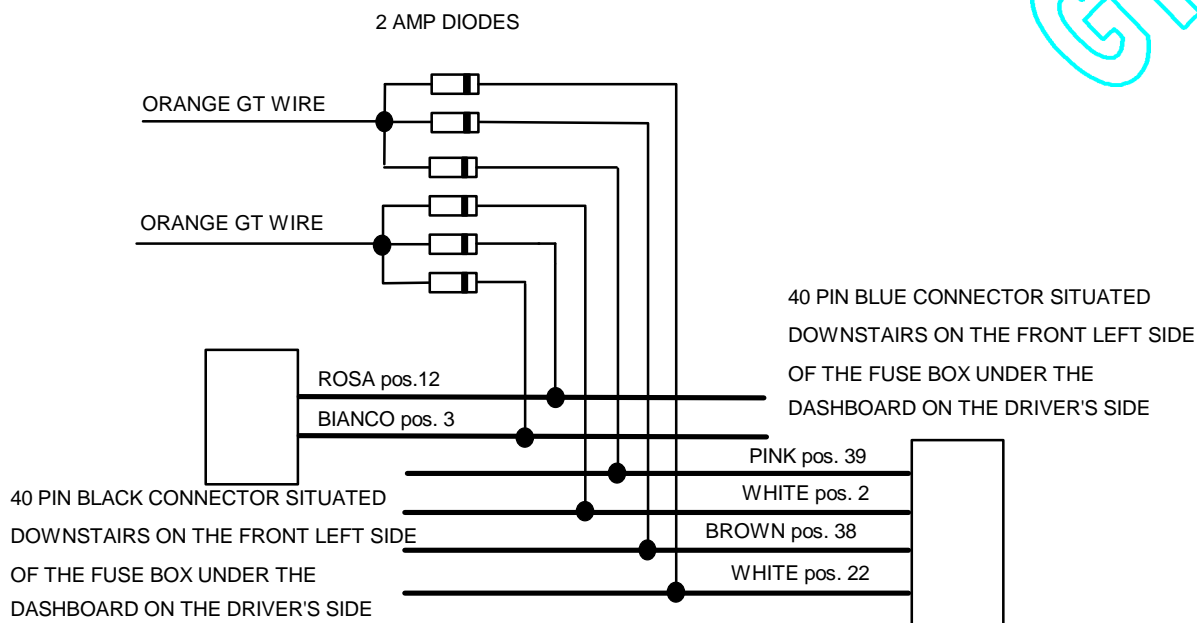 2 AMP DIODES
ORANGE GT WIRE
ORANGE GT WIRE
40 PIN BLUE CONNECTOR SITUATED
DOWNSTAIRS ON THE FRONT LEFT SIDE
OF THE FUSE BOX UNDER THE
DASHBOARD ON THE DRIVER'S SIDE
ROSA pos.12
BIANCO pos. 3
PINK pos. 39
WHITE pos. 2
BROWN pos. 38
WHITE pos. 22
40 PIN BLACK CONNECTOR SITUATED
DOWNSTAIRS ON THE FRONT LEFT SIDE
OF THE FUSE BOX UNDER THE
DASHBOARD ON THE DRIVER'S SIDE